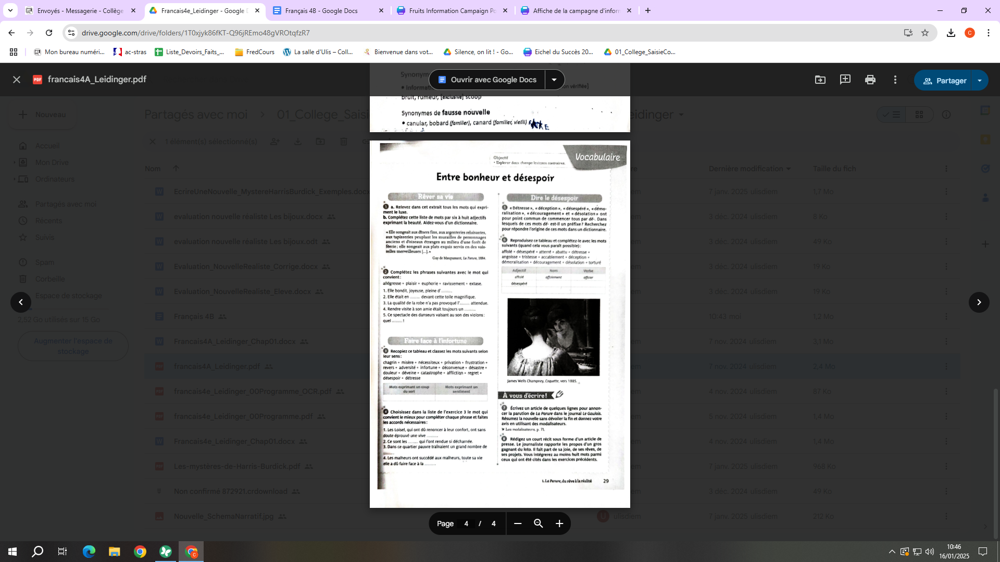 Envoyés - Messagerie - Collège
Francais4e_Leidinger - Google D
Français 4B - Google Docs
Fruits Information Campaign Po
Affiche de la campagne d'inform
drive.google.com/drive/folders/1T0xjyk86fKT-Q96jREmo48gVROtqfzR7
Mon bureau numéri...
ac-stras
Liste_Devoirs_Faits_...
FredCours
La salle d'Ulis – Coll...
Bienvenue dans vot...
Silence, on lit ! - Go...
Eichel du Succès 20...
01_College_SaisieCo...
PDF francais4A_Leidinger.pdf
Ouvrir avec Google Docs
Partager
Nouveau
Partagés avec moi
01_College_Saisi
eidinger
1 élément(s) sélectionné(s)
Accueil
Mon Drive
Ordinateurs
Partagés avec moi
Récents
Suivis
Spam
Corbeille
Espace de stockage
2,52 Go utilisés sur 15 Go
Augmenter l'espace de
stockage
Nom
Dernière modification
Taille du fich
EcrireUneNouvelle_MystereHarrisBurdick_Exemples.docx
7 janv. 2025 ulisdiem 1,7 Mo
evaluation nouvelle réaliste Les bijoux.docx
3 déc. 2024 ulisdiem 8 Ko
evaluation nouvelle réaliste Les bijoux.odt
3 déc. 2024 ulisdiem 49 Ko
Evaluation_NouvelleRealiste_Corrige.docx
3 déc. 2024 ulisdiem 19 Ko
Evaluation_NouvelleRealiste_Eleve.docx
3 déc. 2024 ulisdiem 19 Ko
Français 4B
10:43 moi 1,2 Mo
Francais4A_Leidinger_Chap01.docx
7 nov. 2024 ulisdiem 3,1 Mo
francais4A_Leidinger.pdf
7 nov. 2024 ulisdiem 2,4 Mo
francais4e_Leidinger_00Programme_OCR.pdf
4 nov. 2024 ulisdiem 87 Ko
francais4e_Leidinger_00Programme.pdf
5 nov. 2024 ulisdiem 1,4 Mo
Francais4e_Leidinger_Chap01.docx
4 nov. 2024 ulisdiem 1,4 Mo
Les-mystères-de-Harris-Burdick.pdf
7 janv. 2025 ulisdiem 968 Ko
Non confirmé 872921.crdownload
3 déc. 2024 ulisdiem 49 Ko
Nouvelle_SchemaNarratif.jpg
ulisdiem 7 janv. 2025 ulisdiem 212 Ko
Synonym
• Informati
on vérifiée]
bruit, rumeur, [exclusive] scoop
Synonymes de fausse nouvelle
• canular, bobard (familier), canard (familier, vieilli)
Objectif
• Explorer deux champs lexicaux contraires.
Vocabulaire
Entre bonheur et désespoir
Rêver sa vie
1 a. Relevez dans cet extrait tous les mots qui expri-
ment le luxe.
b. Complétez cette liste de mots par six à huit adjectifs
exprimant la beauté. Aidez-vous d'un dictionnaire.
« Elle songeait aux dîners fins, aux argenteries reluisantes,
aux tapisseries peuplant les murailles de personnages
anciens et d'oiseaux étranges au milieu d'une forêt de
féerie ; elle songeait aux plats exquis servis en des vais-
selles merveilleuses [...]. »
Guy de Maupassant, La Parure, 1884.
2 Complétez les phrases suivantes avec le mot qui
convient :
allégresse • plaisir • euphorie • ravissement • extase.
1. Elle bondit, joyeuse, pleine d'..........
2. Elle était en ......... devant cette toile magnifique.
3. La qualité de la robe n'a pas provoqué l'......... attendue.
4. Rendre visite à son amie était toujours un ..........
5. Ce spectacle des danseurs valsant au son des violons :
quel ......... !
Faire face à l'infortune
3 Recopiez ce tableau et classez les mots suivants selon
leur sens :
chagrin • misère • nécessiteux • privation • frustration •
revers • adversité • infortune • déconvenue • désastre •
douleur • déveine • catastrophe • affliction • regret •
désespoir • détresse
Mots exprimant un coup
du sort
Mots exprimant un
sentiment
4 Choisissez dans la liste de l'exercice 3 le mot qui
convient le mieux pour compléter chaque phrase et faites
les accords nécessaires :
1. Les Loisel, qui ont dû renoncer à leur confort, ont sans
doute éprouvé une vive ..........
2. Ce sont les ......... qui l'ont rendue si décharnée.
3. Dans ce quartier pauvre traînaient un grand nombre de
..........
4. Les malheurs ont succédé aux malheurs, toute sa vie
elle a dû faire face à la ..........
Dire le désespoir
5 « Détresse », « déception », « désespéré », « démo-
ralisation », « découragement » et « désolation » ont
pour point commun de commencer tous par dé-. Dans
lesquels de ces mots dé- est-il un préfixe ? Recherchez
pour répondre l'origine de ces mots dans un dictionnaire.
6 Reproduisez ce tableau et complétez-le avec les mots
suivants (quand cela vous paraît possible) :
affolé • désespéré • atterré • abattu • détresse •
angoisse • tristesse • accablement • déception •
démoralisation • découragement • désolation • torturé
Adjectif Nom Verbe
affolé affolement affoler
désespéré
James Wells Champney, Coquette, vers 1885.
À vous d'écrire !
7 Écrivez un article de quelques lignes pour annon-
cer la parution de La Parure dans le journal Le Gaulois.
Résumez la nouvelle sans dévoiler la fin et donnez votre
avis en utilisant des modalisateurs.
Les modalisateurs, p. 71.
8 Rédigez un court récit sous forme d'un article de
presse. Le journaliste rapporte les propos d'un gros
gagnant du loto. Il fait part de sa joie, de ses rêves, de
ses projets. Vous intégrerez au moins huit mots parmi
ceux qui ont été cités dans les exercices précédents.
1. La Parure, du rêve à la réalité 29
Page 4 / 4
10:46
16/01/2025